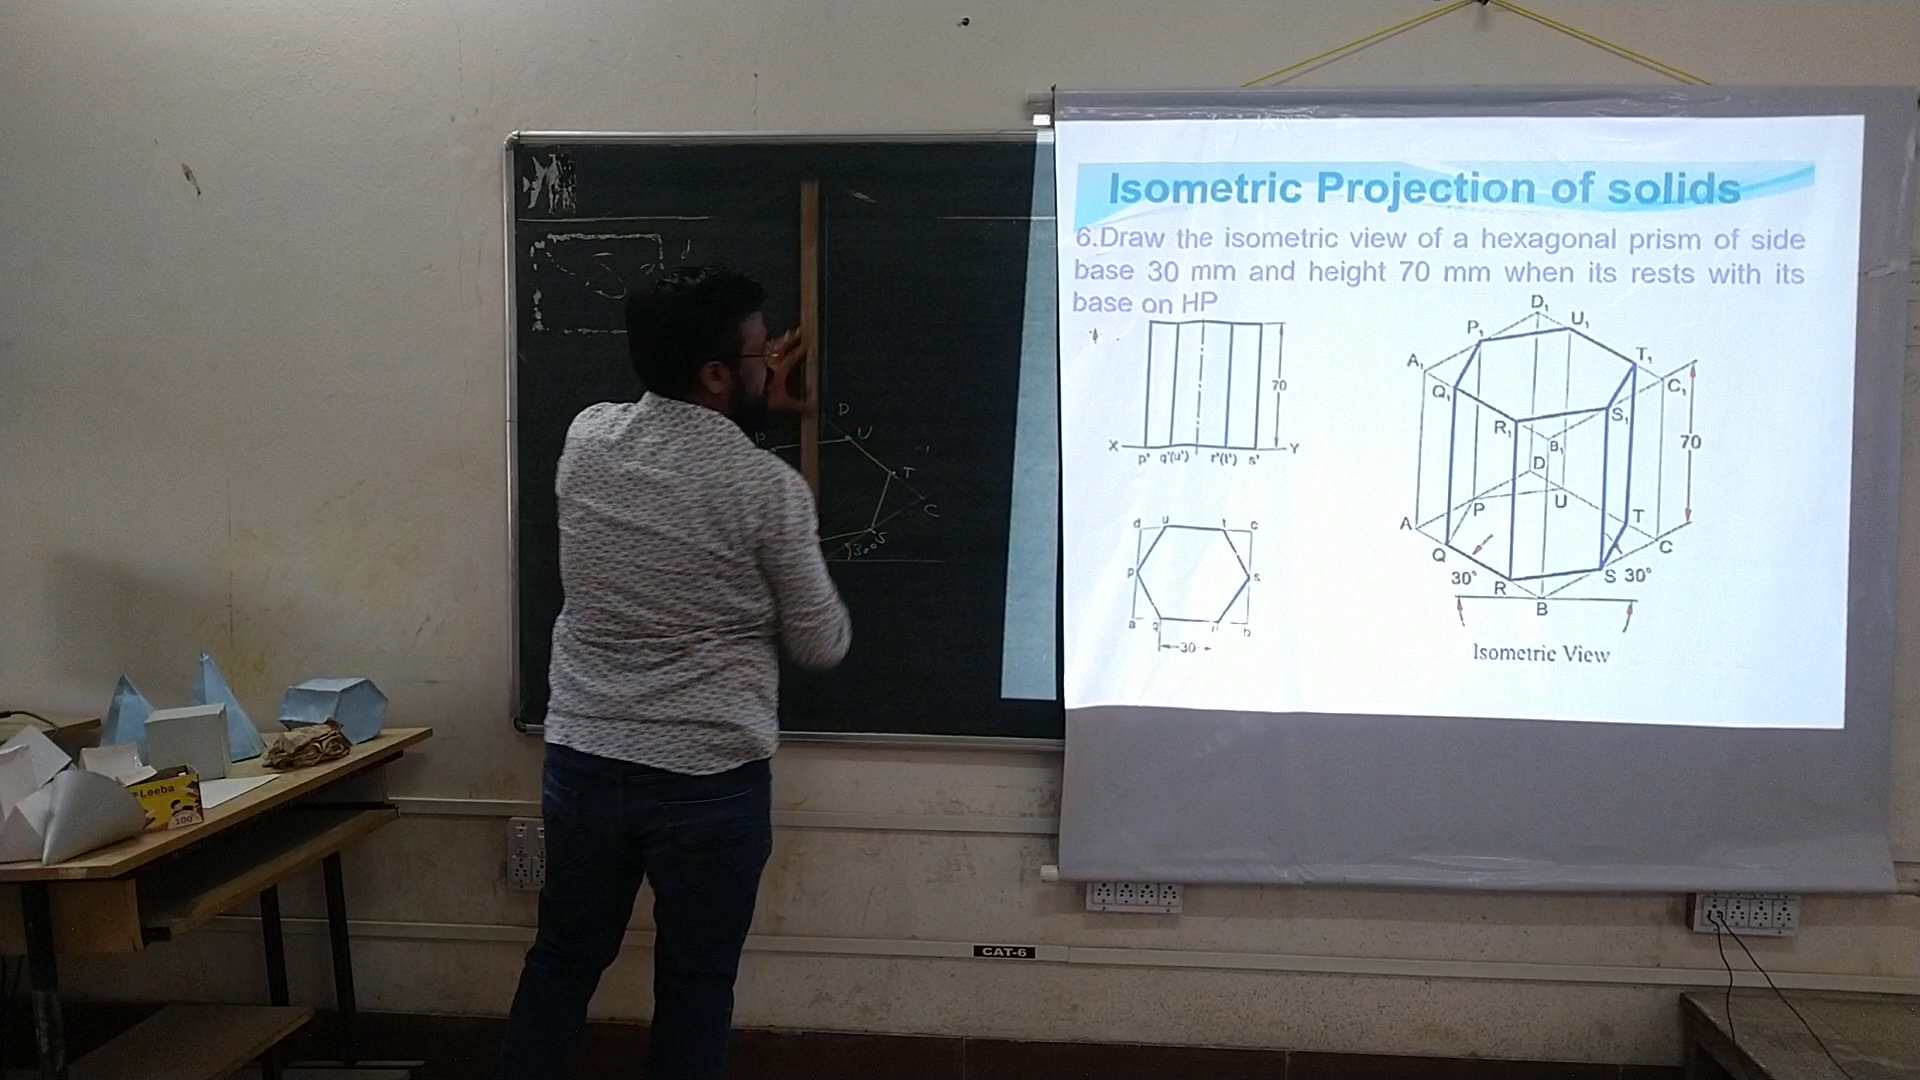 Isometric Projection of solids
6.Draw the isometric view of a hexagonal prism of side
base 30 mm and height 70 mm when its rests with its
base on HP
70
X
Y
p' q'(u') r'(t') s'
d u t c
p s
a q r b
30
D₁
U₁
P₁
T₁
A₁
C₁
Q₁
S₁
R₁
B₁
70
D
U
P
T
A
C
Q
S
30° 30°
R
B
Isometric View
D
U
P
T
C
S
30°
Leeba
100
CAT-6